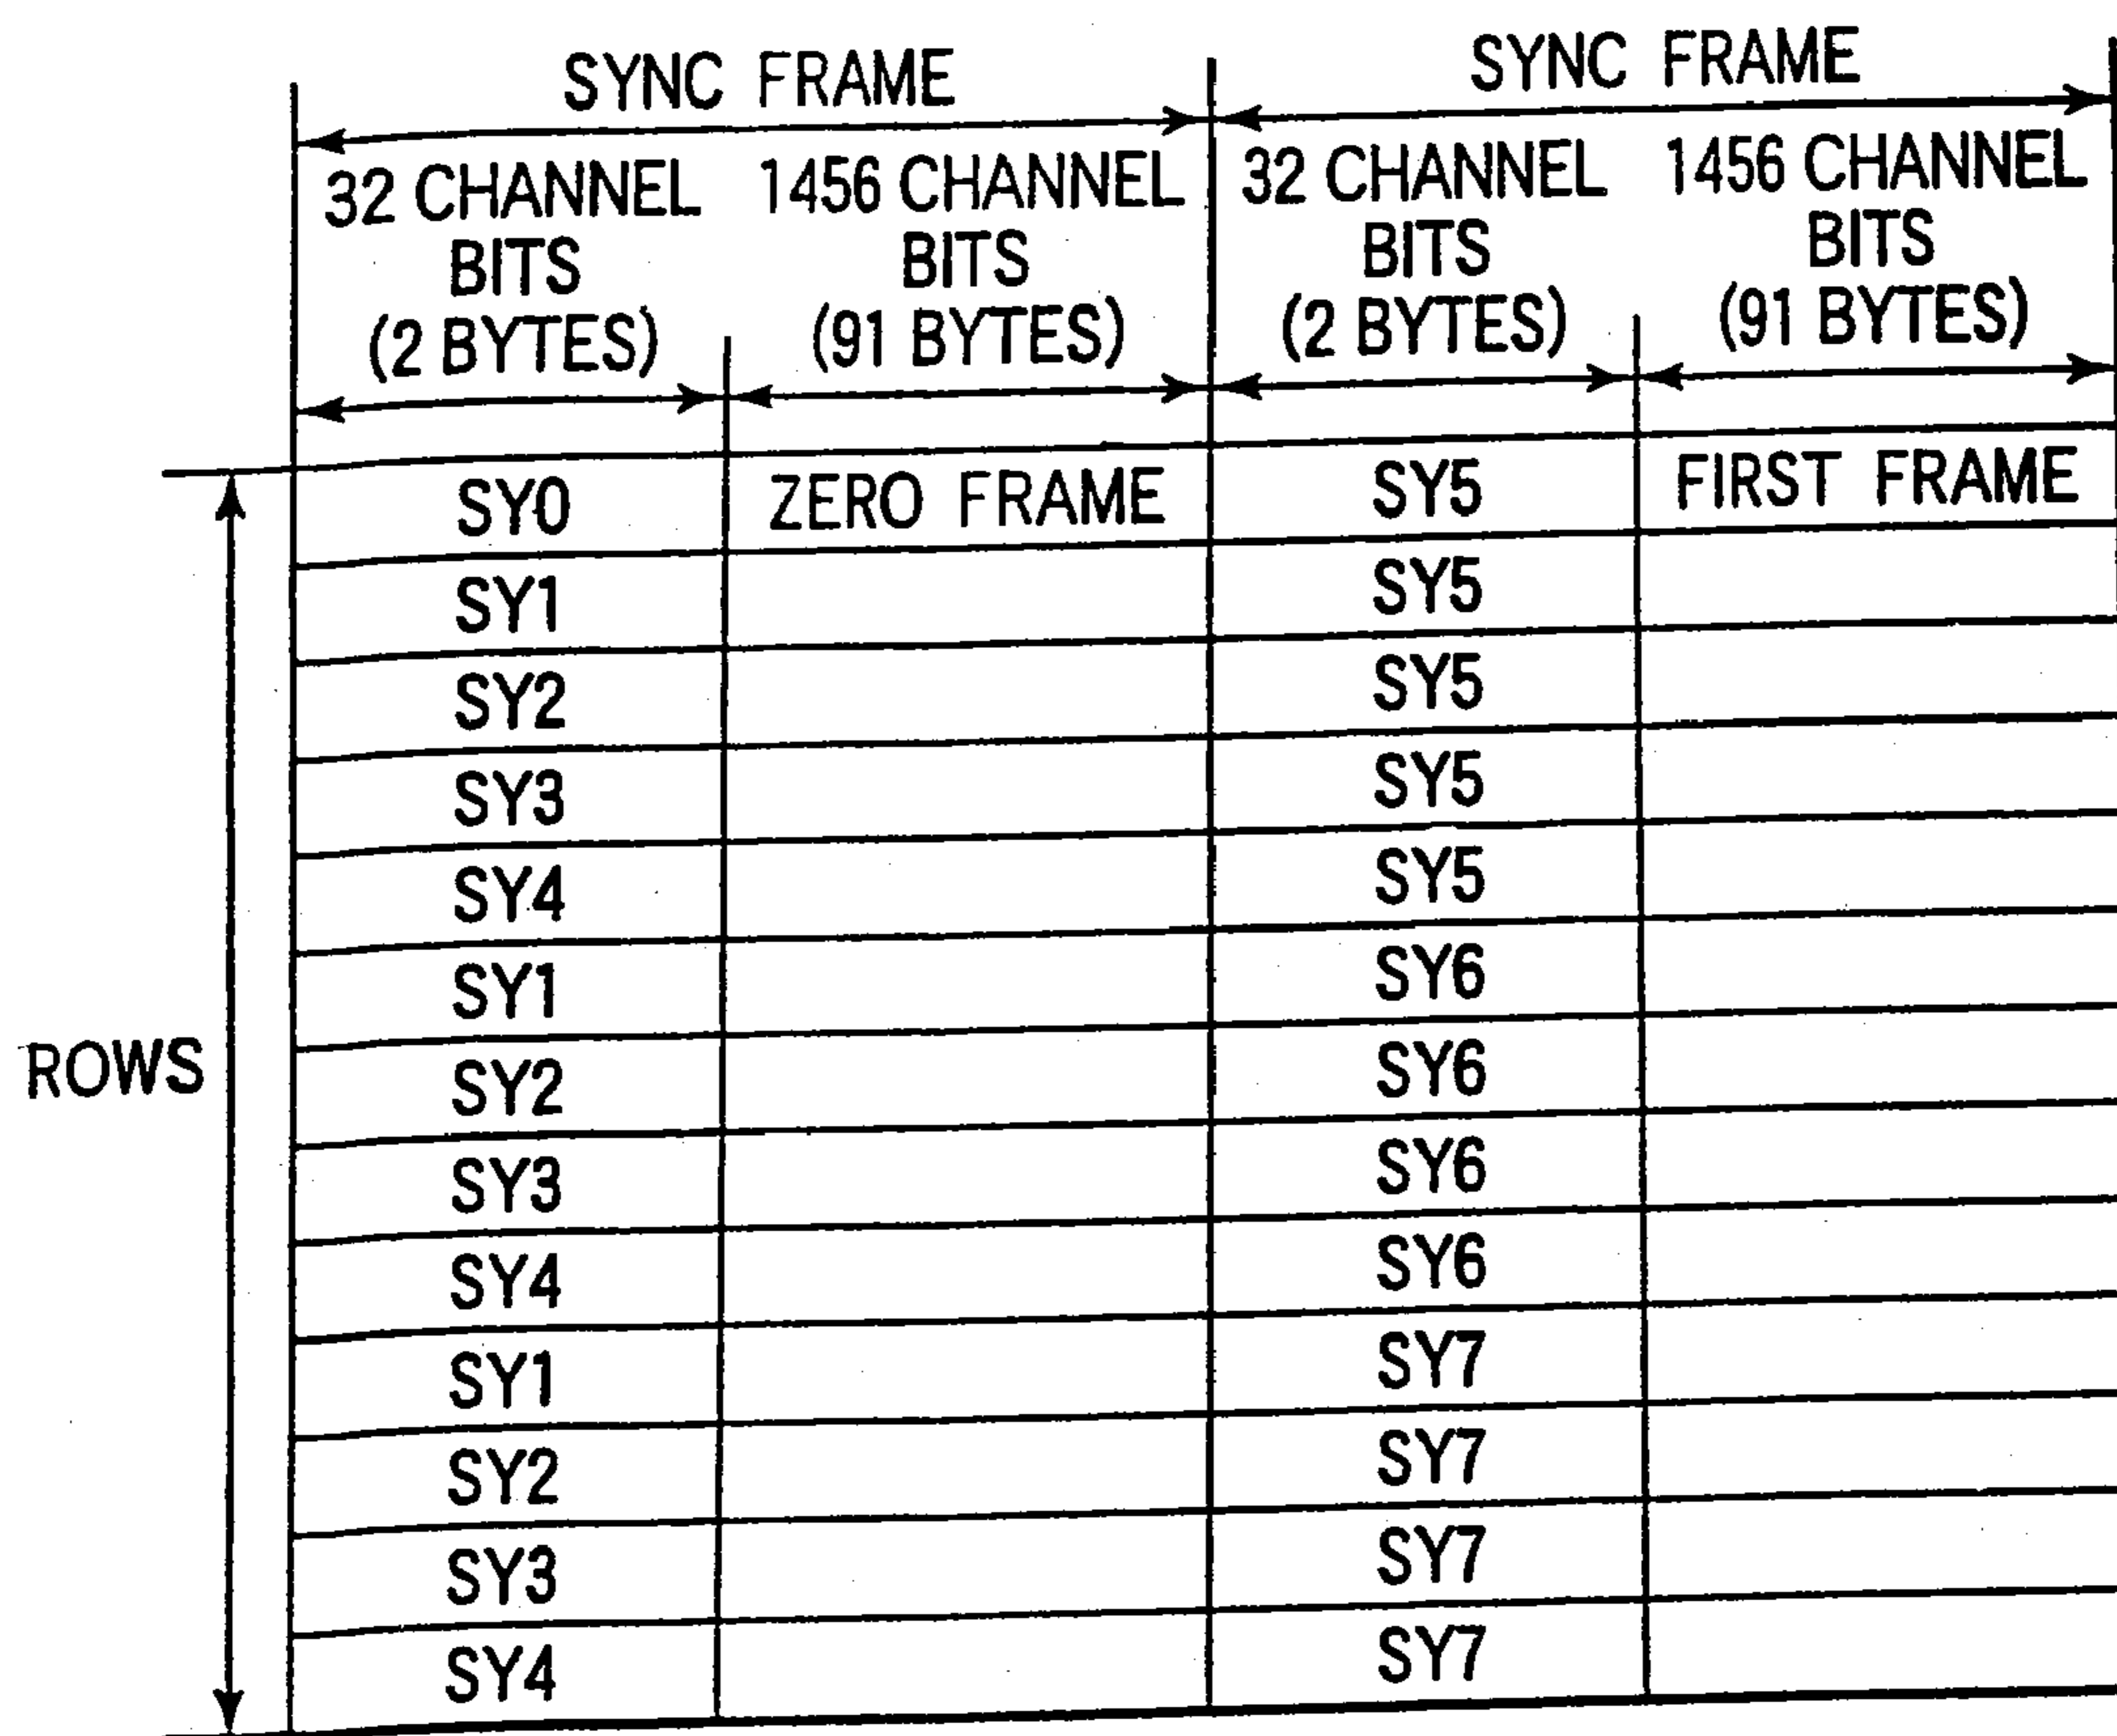 SYNC FRAME SYNC FRAME
32 CHANNEL BITS (2 BYTES) 1456 CHANNEL BITS (91 BYTES) 32 CHANNEL BITS (2 BYTES) 1456 CHANNEL BITS (91 BYTES)
SY0 ZERO FRAME SY5 FIRST FRAME
SY1 SY5
SY2 SY5
SY3 SY5
SY4 SY5
SY1 SY6
ROWS
SY2 SY6
SY3 SY6
SY4 SY6
SY1 SY7
SY2 SY7
SY3 SY7
SY4 SY7